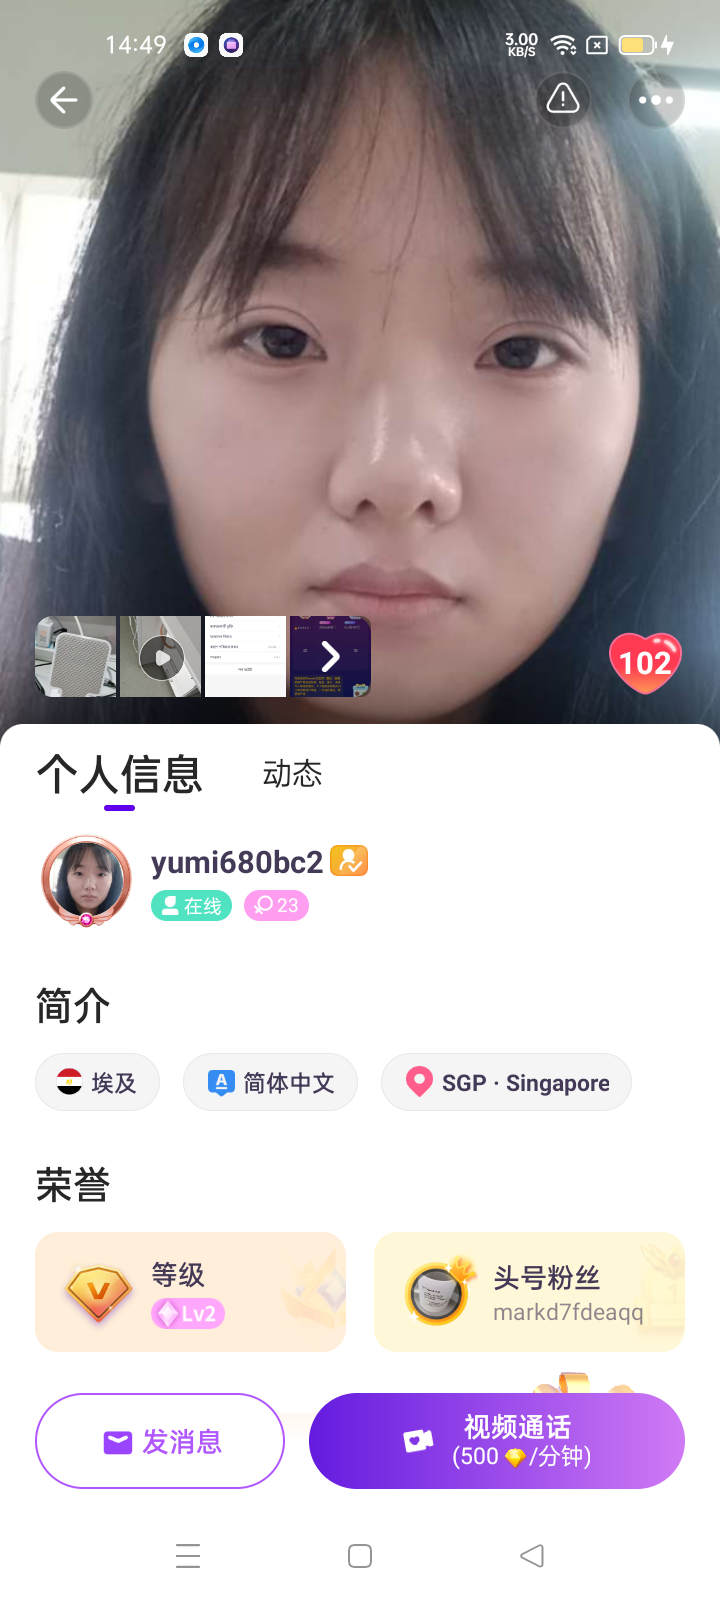 14:49
3.00
KB/S
102
个人信息
动态
yumi680bc2
在线
23
简介
埃及
简体中文
SGP · Singapore
荣誉
等级
Lv2
头号粉丝
markd7fdeaqq
发消息
视频通话
(500 /分钟)